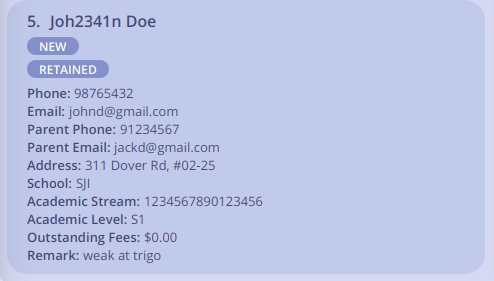 5. Joh2341n Doe
NEW
RETAINED
Phone: 98765432
Email: johnd@gmail.com
Parent Phone: 91234567
Parent Email: jackd@gmail.com
Address: 311 Dover Rd, #02-25
School: SJI
Academic Stream: 1234567890123456
Academic Level: S1
Outstanding Fees: $0.00
Remark: weak at trigo